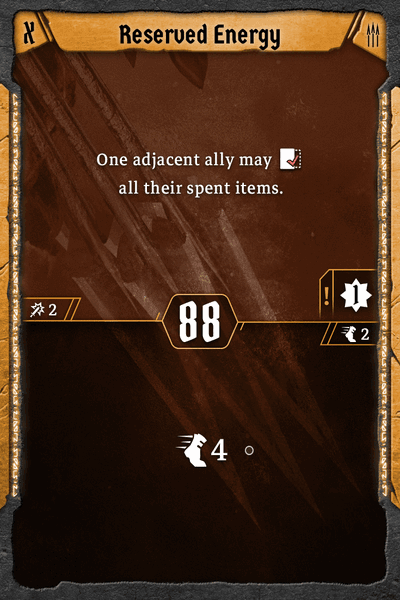 Reserved Energy
One adjacent ally may
all their spent items.
2
88
! 1
2
4